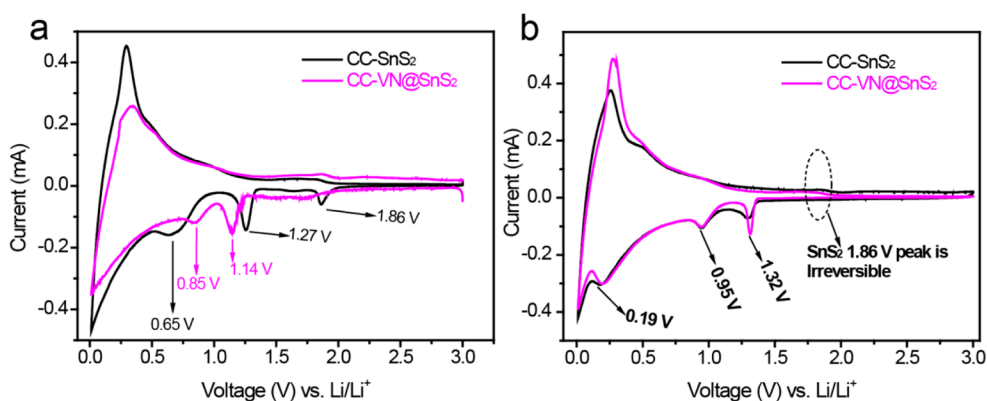 a
CC-SnS₂
CC-VN@SnS₂
0.4
0.2
0.0
-0.2
-0.4
Current (mA)
1.86 V
1.27 V
1.14 V
0.85 V
0.65 V
0.0
0.5
1.0
1.5
2.0
2.5
3.0
Voltage (V) vs. Li/Li⁺
b
CC-SnS₂
CC-VN@SnS₂
0.4
0.2
0.0
-0.2
-0.4
Current (mA)
SnS₂ 1.86 V peak is
Irreversible
1.32 V
0.95 V
0.19 V
0.0
0.5
1.0
1.5
2.0
2.5
3.0
Voltage (V) vs. Li/Li⁺